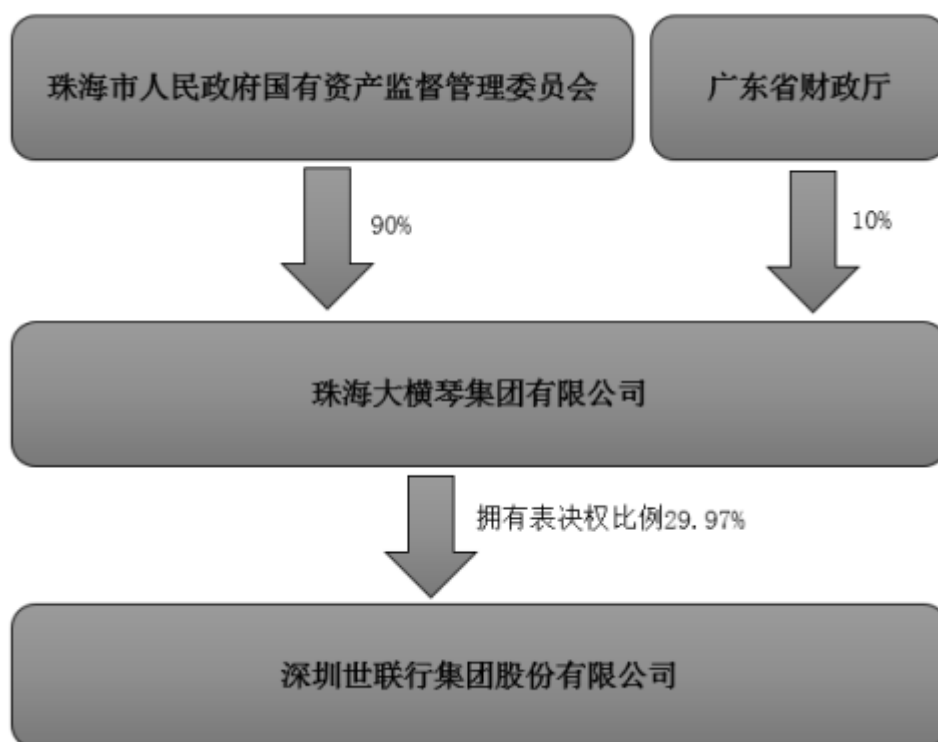 珠海市人民政府国有资产监督管理委员会
广东省财政厅
90%
10%
珠海大横琴集团有限公司
拥有表决权比例29.97%
深圳世联行集团股份有限公司